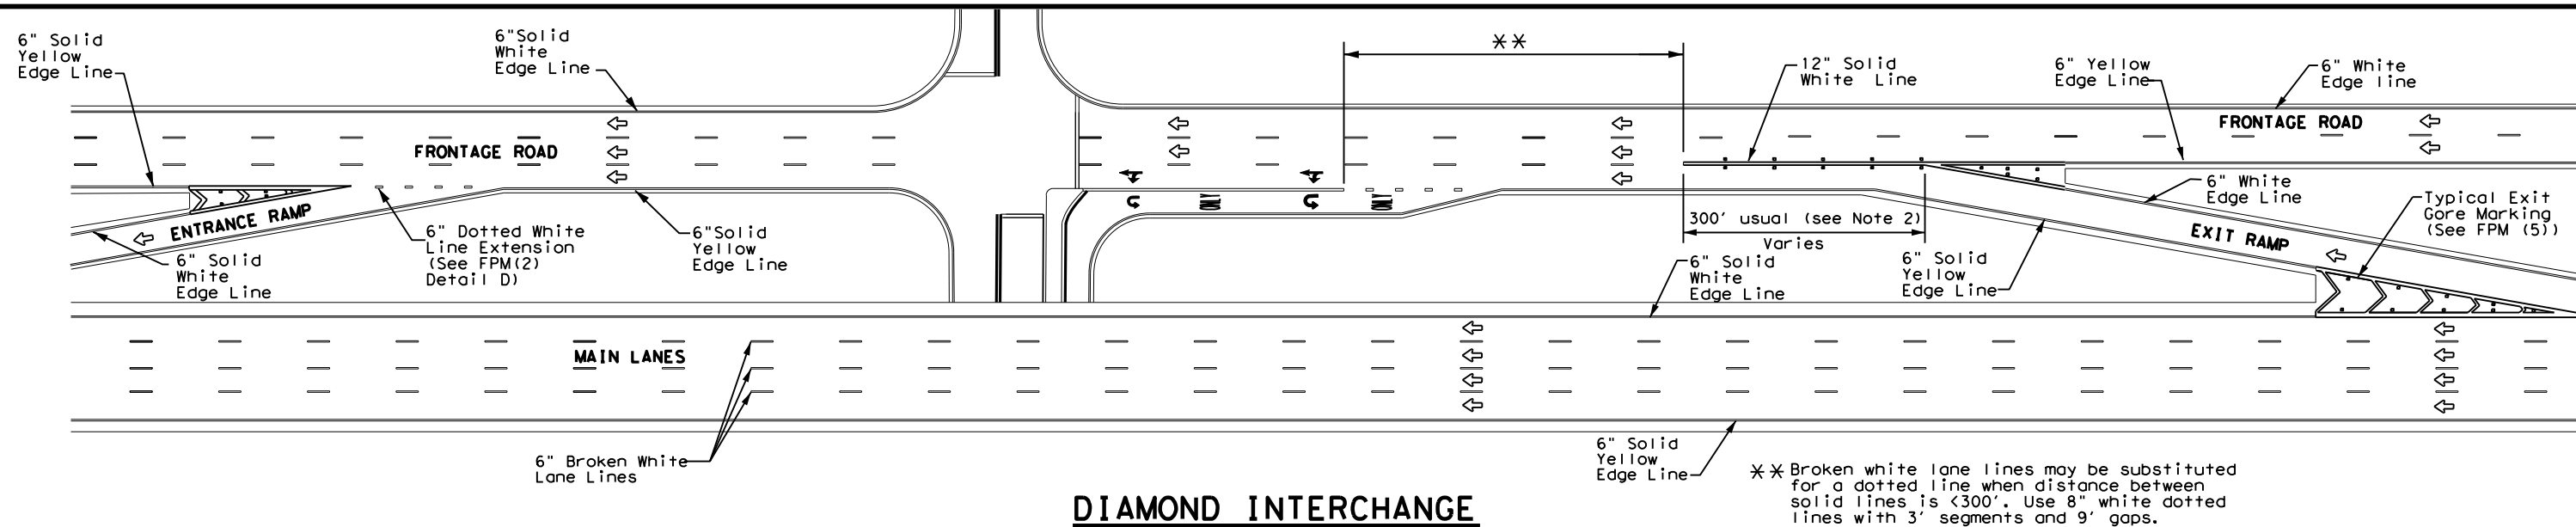 6" Solid
Yellow
Edge Line
6"Solid
White
Edge Line
**
12" Solid
White Line
6" Yellow
Edge Line
6" White
Edge line
FRONTAGE ROAD
FRONTAGE ROAD
ENTRANCE RAMP
6" Solid
White
Edge Line
6" Dotted White
Line Extension
(See FPM(2)
Detail D)
6"Solid
Yellow
Edge Line
ONLY
ONLY
300' usual (see Note 2)
Varies
6" Solid
White
Edge Line
6" Solid
Yellow
Edge Line
6" White
Edge Line
EXIT RAMP
Typical Exit
Gore Marking
(See FPM (5))
MAIN LANES
6" Broken White
Lane Lines
6" Solid
Yellow
Edge Line
** Broken white lane lines may be substituted
for a dotted line when distance between
solid lines is <300'. Use 8" white dotted
lines with 3' segments and 9' gaps.
DIAMOND INTERCHANGE